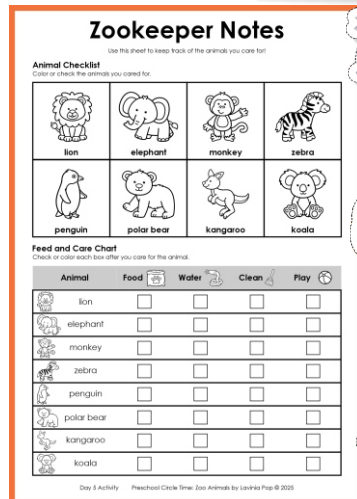 Zookeeper Notes
Use this sheet to keep track of the animals you care for!
Animal Checklist
Color or check the animals you cared for.
lion elephant monkey zebra
penguin polar bear kangaroo koala
Feed and Care Chart
Check or color each box after you care for the animal.
Animal Food Water Clean Play
lion
elephant
monkey
zebra
penguin
polar bear
kangaroo
koala
Day 5 Activity Preschool Circle Time: Zoo Animals by Lavinia Pop © 2025